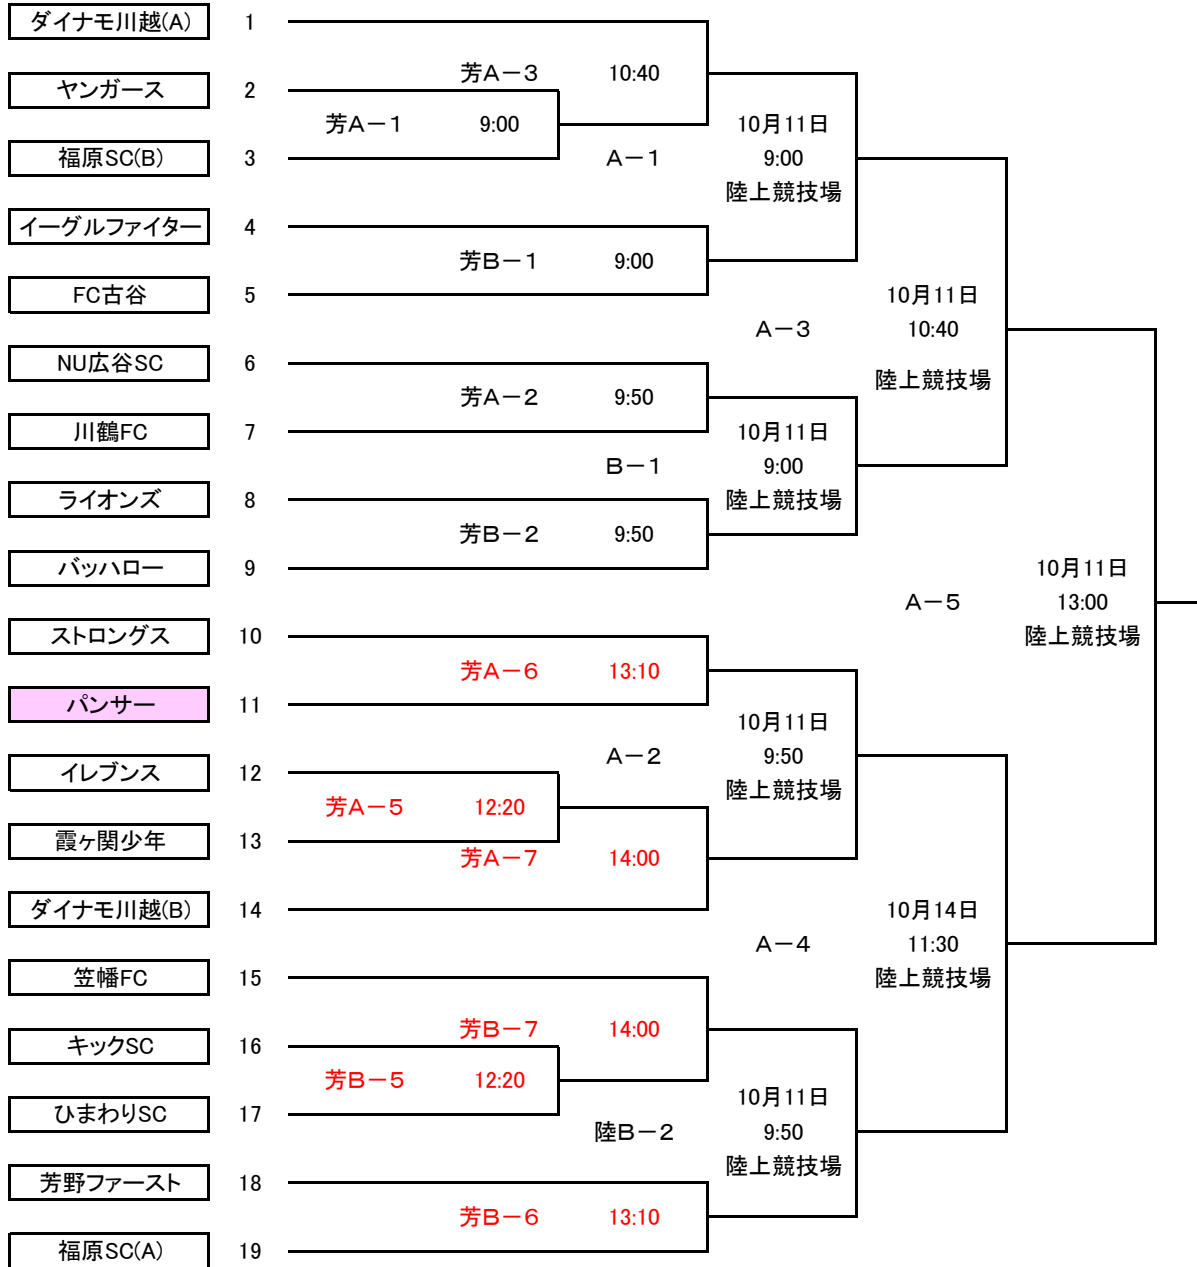 ダイナモ川越(A) 1
芳A－3 10:40
ヤンガース 2
芳A－1 9:00
10月11日
福原SC(B) 3
A－1
9:00
陸上競技場
イーグルファイター 4
芳B－1 9:00
FC古谷 5
10月11日
A－3
10:40
NU広谷SC 6
陸上競技場
芳A－2 9:50
川鶴FC 7
10月11日
B－1
9:00
ライオンズ 8
陸上競技場
芳B－2 9:50
バッハロー 9
10月11日
A－5
13:00
ストロングス 10
陸上競技場
芳A－6 13:10
パンサー 11
10月11日
A－2
9:50
イレブンス 12
陸上競技場
芳A－5 12:20
霞ヶ関少年 13
芳A－7 14:00
ダイナモ川越(B) 14
10月14日
A－4
11:30
笠幡FC 15
陸上競技場
芳B－7 14:00
キックSC 16
芳B－5 12:20
10月11日
ひまわりSC 17
陸B－2
9:50
陸上競技場
芳野ファースト 18
芳B－6 13:10
福原SC(A) 19